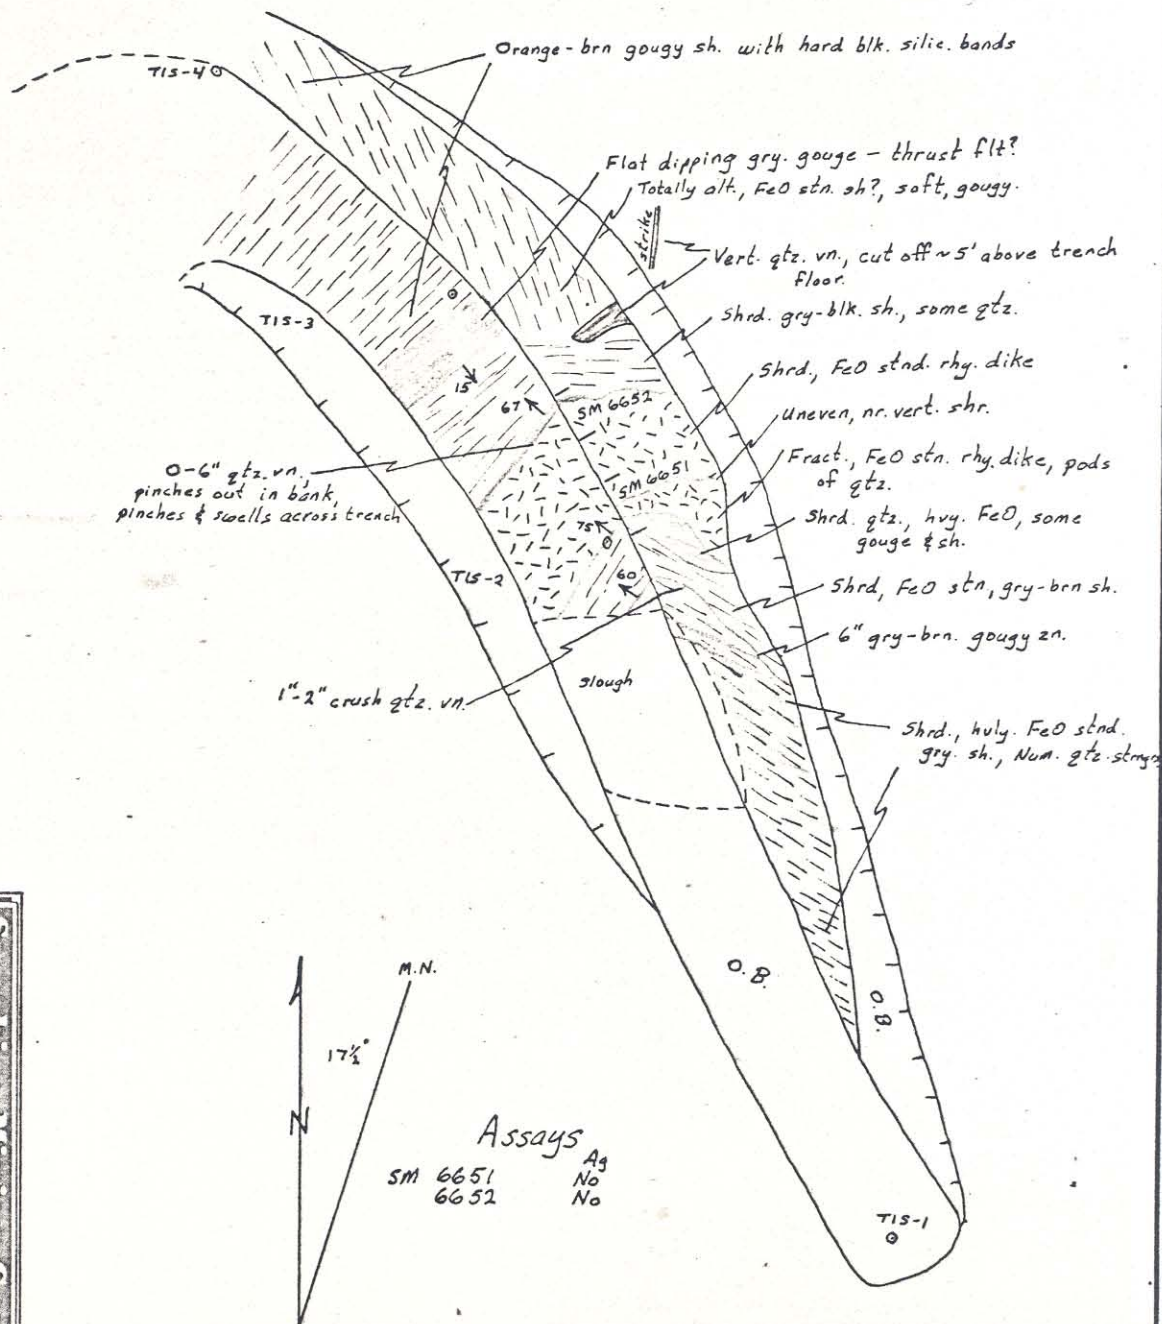 Orange-brn gougy sh. with hard blk. silic. bands
TIS-4
Flat dipping gry. gouge - thrust flt?
Totally alt., FeO stn. sh?, soft, gougy.
strike
Vert. qtz. vn., cut off ~5' above trench
floor.
TIS-3
Shrd. gry-blk. sh., some qtz.
Shrd., FeO stnd. rhy. dike
15
67
SM 6652
Uneven, nr. vert. shr.
Fract., FeO stn. rhy. dike, pods
of qtz.
0-6" qtz. vn.,
pinches out in bank,
pinches & swells across trench
SM 6651
Shrd. qtz., hvy. FeO, some
gouge & sh.
75
TIS-2
60
Shrd, FeO stn, gry-brn sh.
6" gry-brn. gougy zn.
1"-2" crush qtz. vn.
slough
Shrd., hvly. FeO stnd.
gry. sh., Num. qtz. strngrs
O.B.
O.B.
M.N.
17½°
N
Assays
Ag
SM 6651 No
6652 No
TIS-1